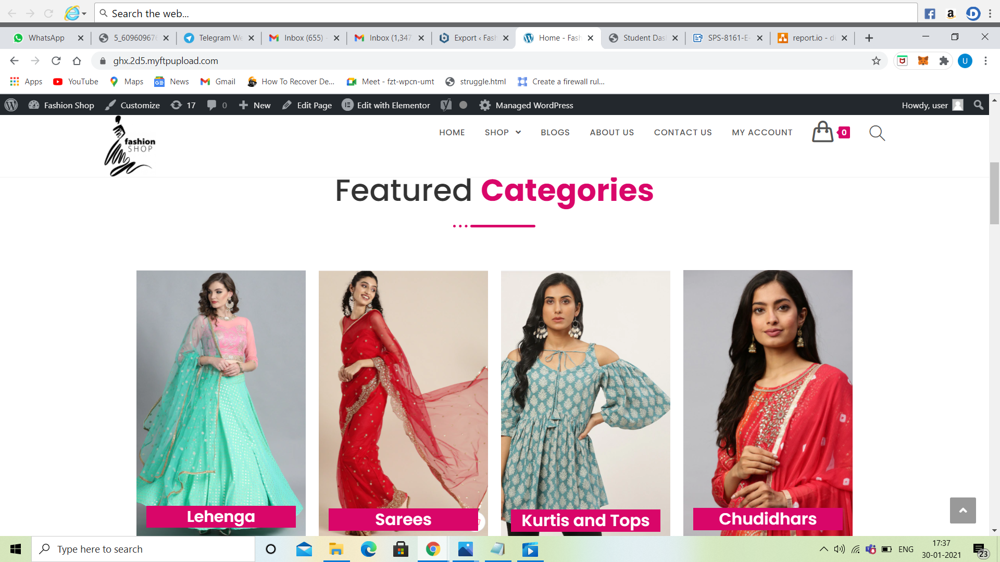 Search the web...
WhatsApp
5_609609676
Telegram We
Inbox (655) -
Inbox (1,347
Export ‹ Fash
Home - Fash
Student Das
SPS-8161-E-
report.io - d
ghx.2d5.myftpupload.com
U
Apps
YouTube
Maps
News
Gmail
How To Recover De...
Meet - fzt-wpcn-umt
struggle.html
Create a firewall rul...
Fashion Shop
Customize
17
0
New
Edit Page
Edit with Elementor
Managed WordPress
Howdy, user
fashion
SHOP
HOME
SHOP
BLOGS
ABOUT US
CONTACT US
MY ACCOUNT
0
Featured Categories
Lehenga
Sarees
Kurtis and Tops
Chudidhars
Type here to search
ENG
17:37
30-01-2021
23